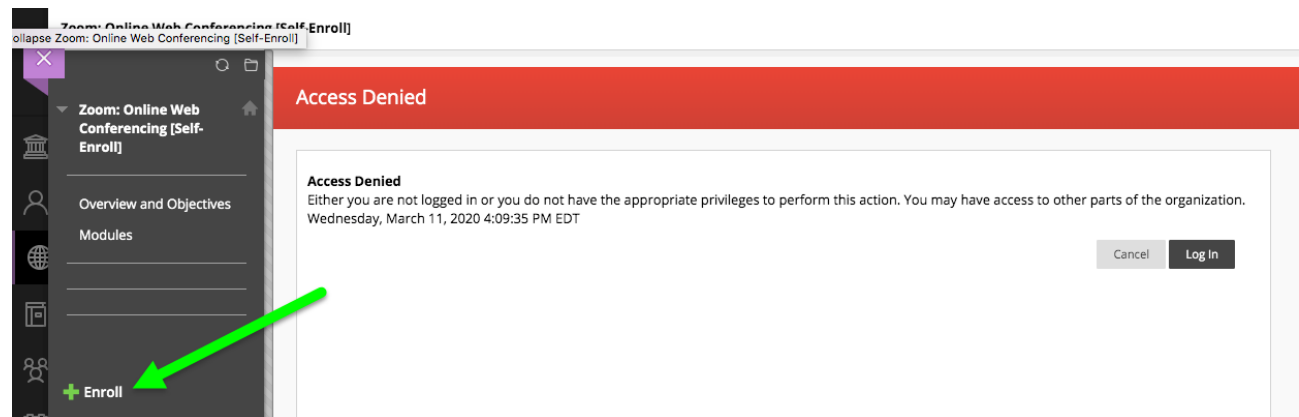 Zoom: Online Web Conferencing [Self-Enroll]
ollapse Zoom: Online Web Conferencing [Self-Enroll]
Zoom: Online Web
Conferencing [Self-
Enroll]
Overview and Objectives
Modules
Enroll
Access Denied
Access Denied
Either you are not logged in or you do not have the appropriate privileges to perform this action. You may have access to other parts of the organization.
Wednesday, March 11, 2020 4:09:35 PM EDT
Cancel
Log In